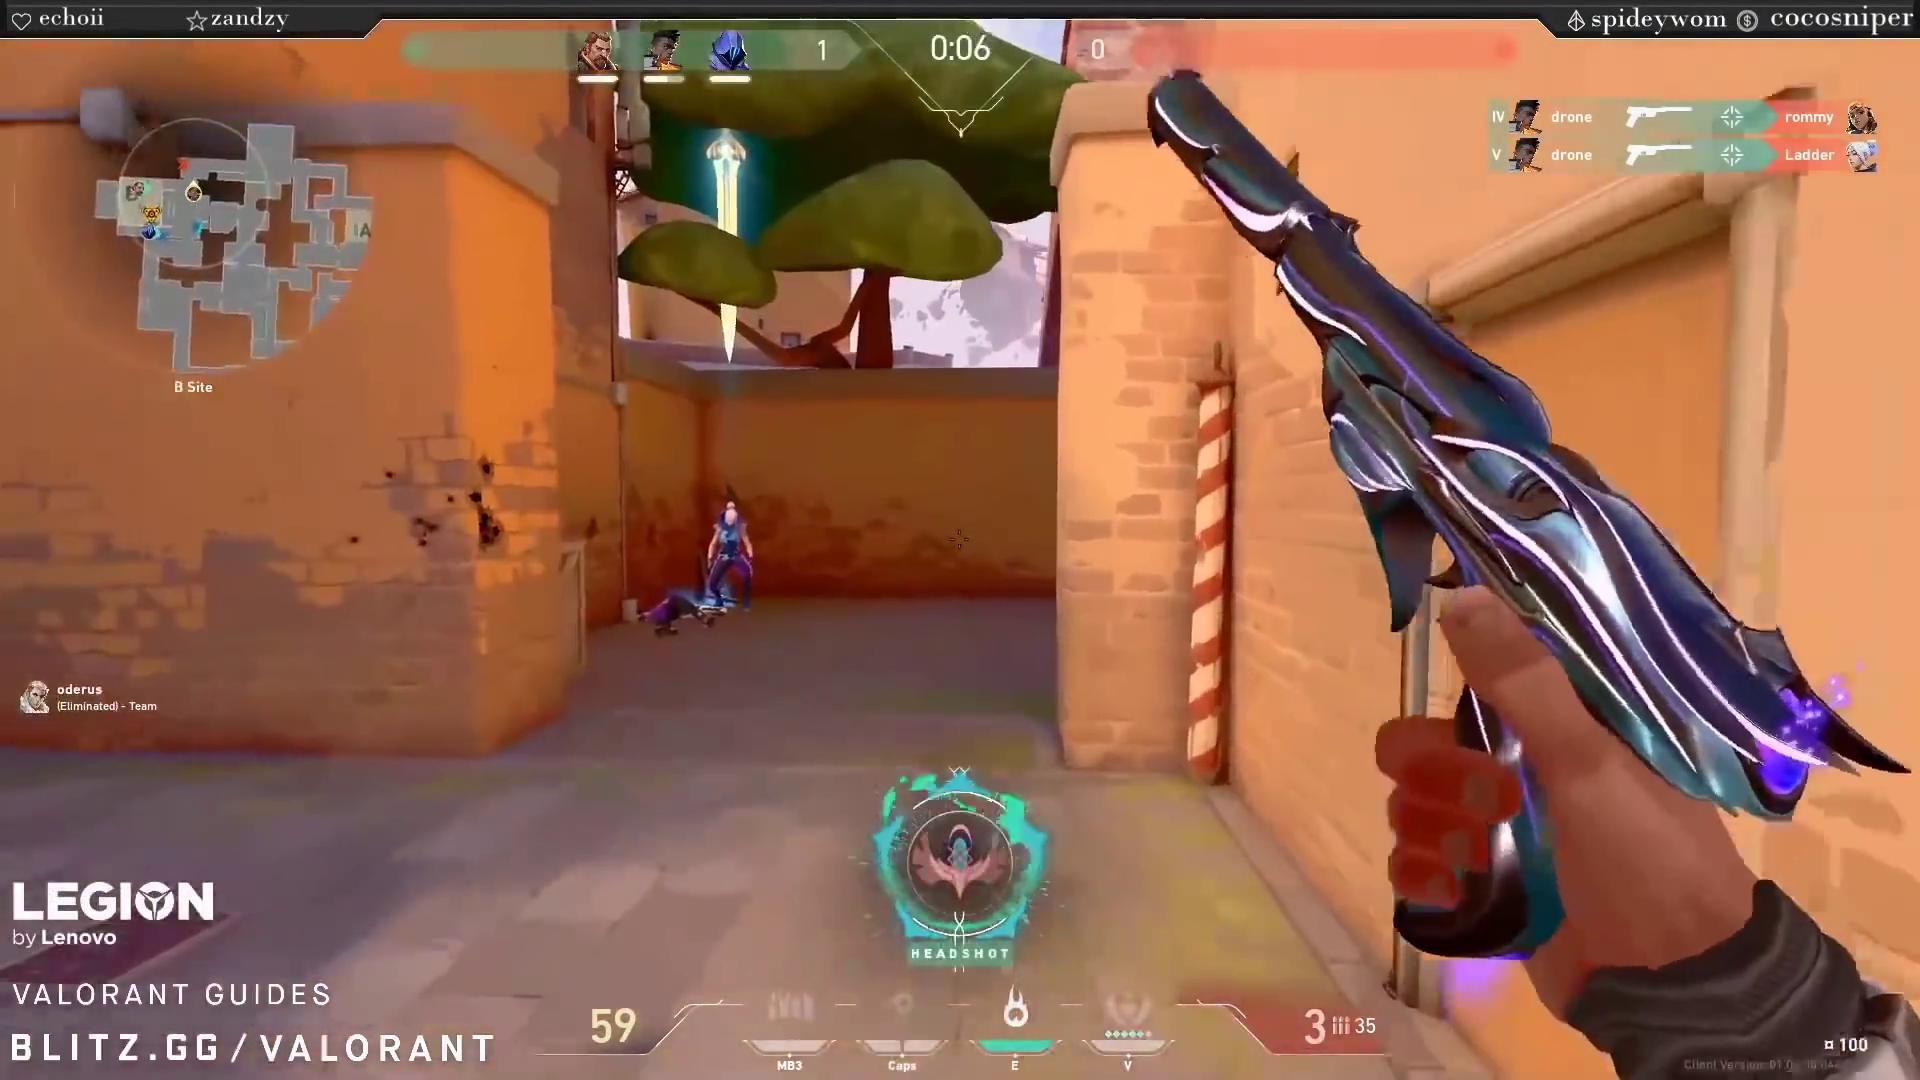 echoii
zandzy
spideywom
cocosniper
1
0:06
0
IV drone rommy
V drone Ladder
A
B Site
oderus
(Eliminated) - Team
HEADSHOT
LEGION
by Lenovo
VALORANT GUIDES
BLITZ.GG/VALORANT
59
MB3
Caps
E
V
3 35
¤ 100